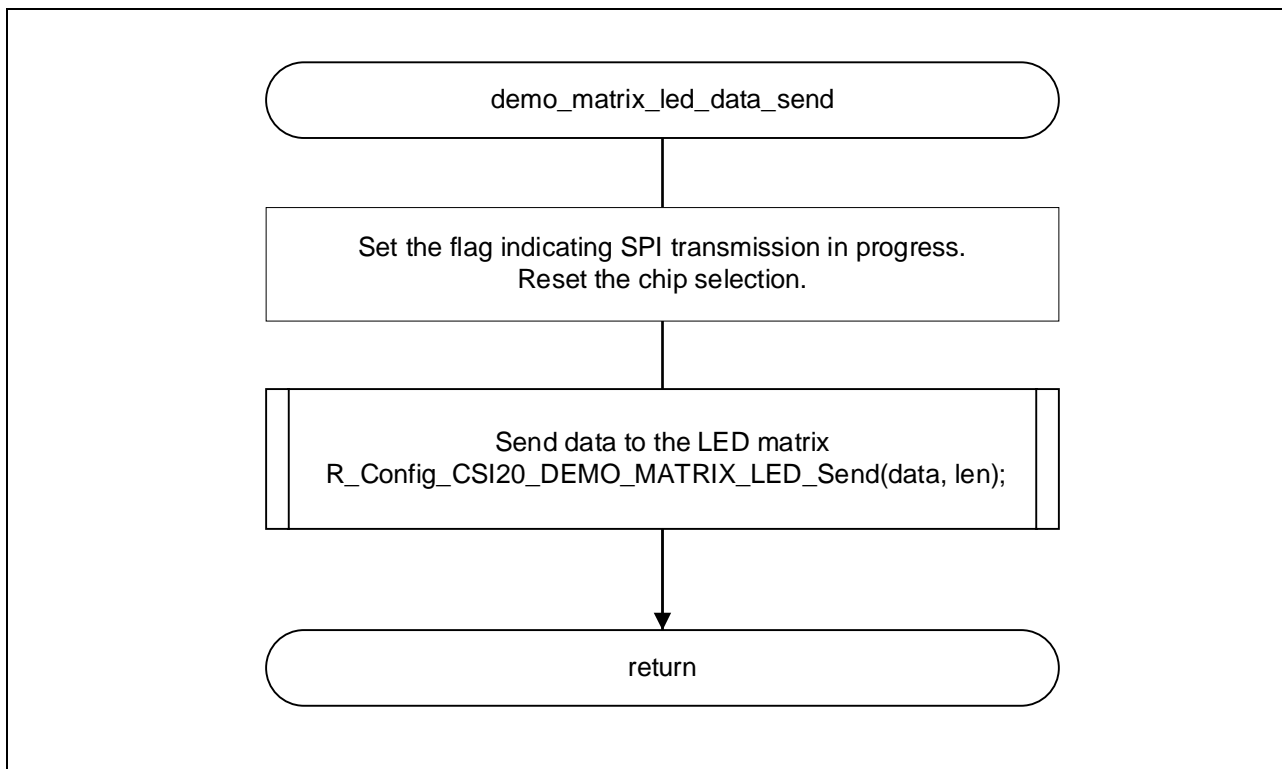 demo_matrix_led_data_send
Set the flag indicating SPI transmission in progress.
Reset the chip selection.
Send data to the LED matrix
R_Config_CSI20_DEMO_MATRIX_LED_Send(data, len);
return